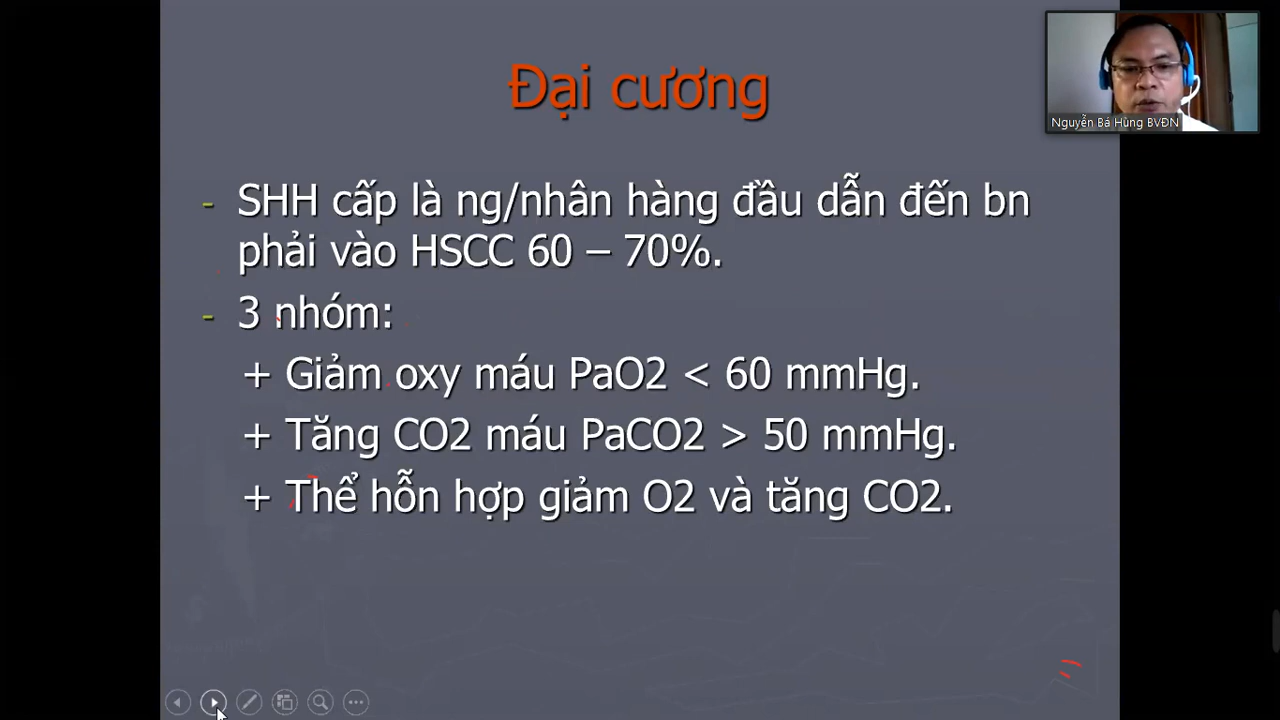 Đại cương
Nguyễn Bá Hùng BVĐN
- SHH cấp là ng/nhân hàng đầu dẫn đến bn
phải vào HSCC 60 – 70%.
- 3 nhóm:
+ Giảm oxy máu PaO2 < 60 mmHg.
+ Tăng CO2 máu PaCO2 > 50 mmHg.
+ Thể hỗn hợp giảm O2 và tăng CO2.